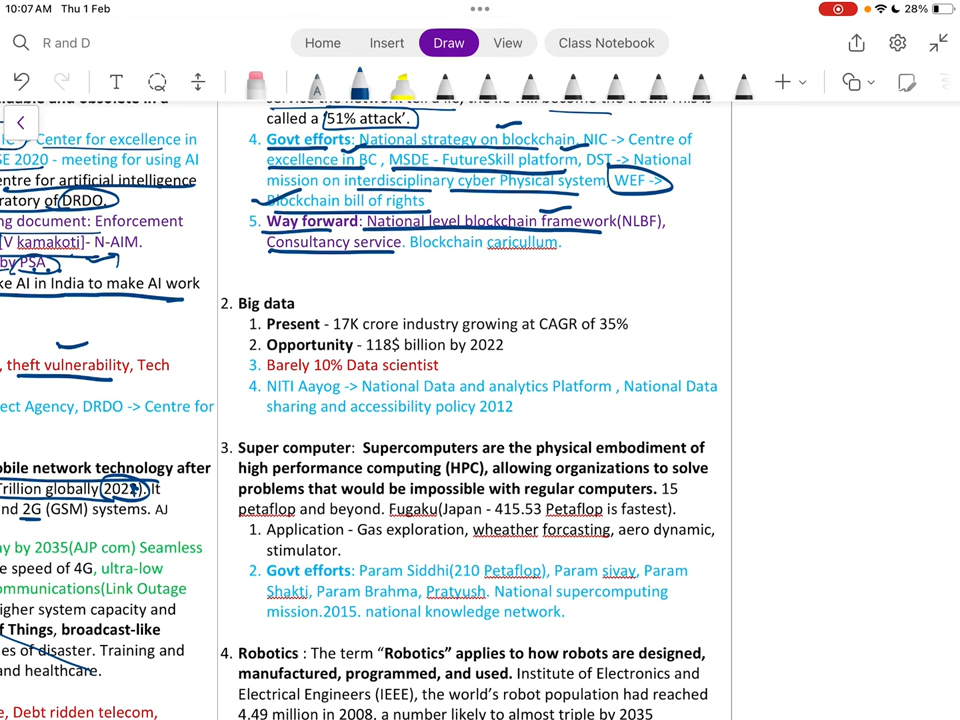 10:07 AM Thu 1 Feb
28%
R and D
Home Insert Draw View Class Notebook
called a '51% attack'.
4. Govt efforts: National strategy on blockchain, NIC -> Centre of
excellence in BC , MSDE - FutureSkill platform, DST -> National
mission on interdisciplinary cyber Physical system, WEF ->
Blockchain bill of rights
5. Way forward: National level blockchain framework(NLBF),
Consultancy service. Blockchain caricullum.
2. Big data
1. Present - 17K crore industry growing at CAGR of 35%
2. Opportunity - 118$ billion by 2022
3. Barely 10% Data scientist
4. NITI Aayog -> National Data and analytics Platform , National Data
sharing and accessibility policy 2012
3. Super computer: Supercomputers are the physical embodiment of
high performance computing (HPC), allowing organizations to solve
problems that would be impossible with regular computers. 15
petaflop and beyond. Fugaku(Japan - 415.53 Petaflop is fastest).
1. Application - Gas exploration, wheather forcasting, aero dynamic,
stimulator.
2. Govt efforts: Param Siddhi(210 Petaflop), Param sivay, Param
Shakti, Param Brahma, Pratyush. National supercomputing
mission.2015. national knowledge network.
4. Robotics : The term “Robotics” applies to how robots are designed,
manufactured, programmed, and used. Institute of Electronics and
Electrical Engineers (IEEE), the world’s robot population had reached
4.49 million in 2008, a number likely to almost triple by 2035
Center for excellence in
SE 2020 - meeting for using AI
entre for artificial intelligence
ratory of DRDO.
ng document: Enforcement
[V kamakoti]- N-AIM.
by PSA.
ke AI in India to make AI work
, theft vulnerability, Tech
ect Agency, DRDO -> Centre for
obile network technology after
Trillion globally It
nd 2G (GSM) systems. AJ
ay by 2035(AJP com) Seamless
e speed of 4G, ultra-low
ommunications(Link Outage
igher system capacity and
f Things, broadcast-like
es of disaster. Training and
and healthcare.
e, Debt ridden telecom,